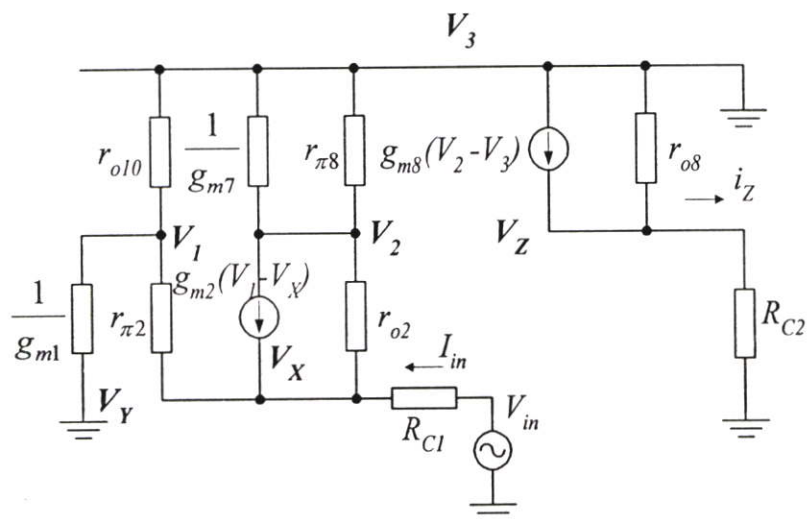 V3
ro10
1/gm7
rπ8
gm8(V2-V3)
ro8
iZ
V1
V2
VZ
gm2(V1-VX)
1/gm1
rπ2
ro2
RC2
VX
Iin
VY
RC1
Vin